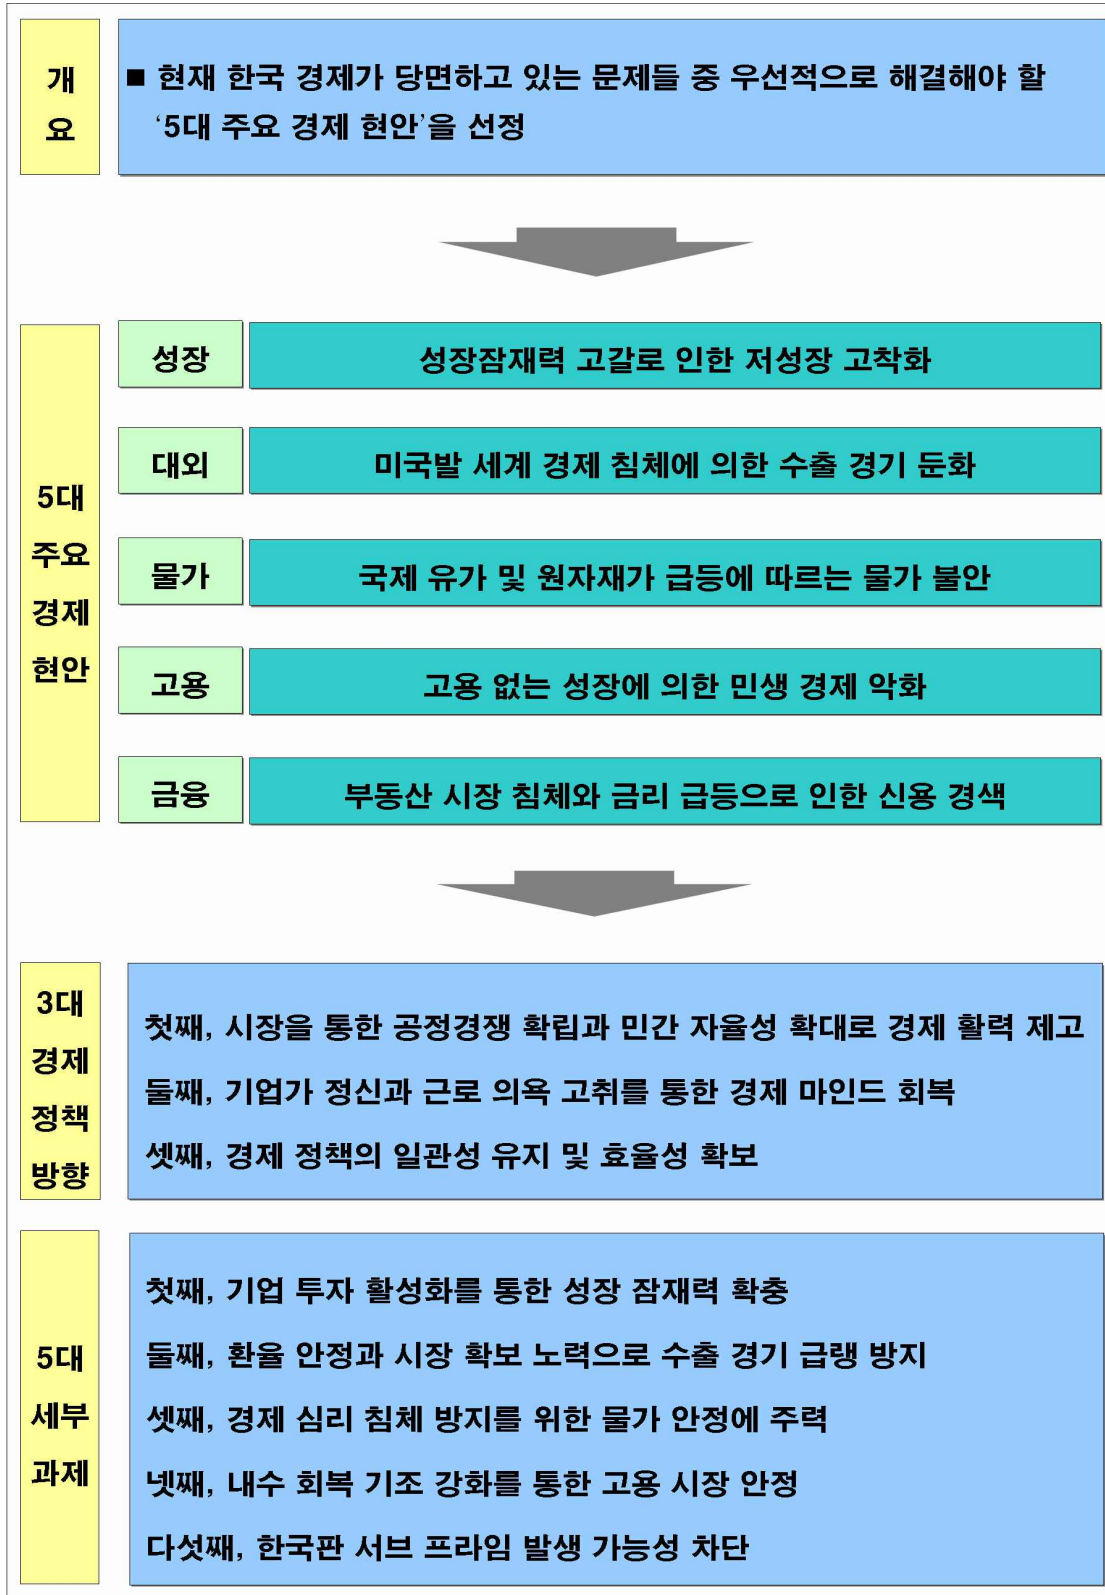 개
요
■ 현재 한국 경제가 당면하고 있는 문제들 중 우선적으로 해결해야 할
‘5대 주요 경제 현안’을 선정
5대
주요
경제
현안
성장
성장잠재력 고갈로 인한 저성장 고착화
대외
미국발 세계 경제 침체에 의한 수출 경기 둔화
물가
국제 유가 및 원자재가 급등에 따르는 물가 불안
고용
고용 없는 성장에 의한 민생 경제 악화
금융
부동산 시장 침체와 금리 급등으로 인한 신용 경색
3대
경제
정책
방향
첫째, 시장을 통한 공정경쟁 확립과 민간 자율성 확대로 경제 활력 제고
둘째, 기업가 정신과 근로 의욕 고취를 통한 경제 마인드 회복
셋째, 경제 정책의 일관성 유지 및 효율성 확보
5대
세부
과제
첫째, 기업 투자 활성화를 통한 성장 잠재력 확충
둘째, 환율 안정과 시장 확보 노력으로 수출 경기 급랭 방지
셋째, 경제 심리 침체 방지를 위한 물가 안정에 주력
넷째, 내수 회복 기조 강화를 통한 고용 시장 안정
다섯째, 한국판 서브 프라임 발생 가능성 차단